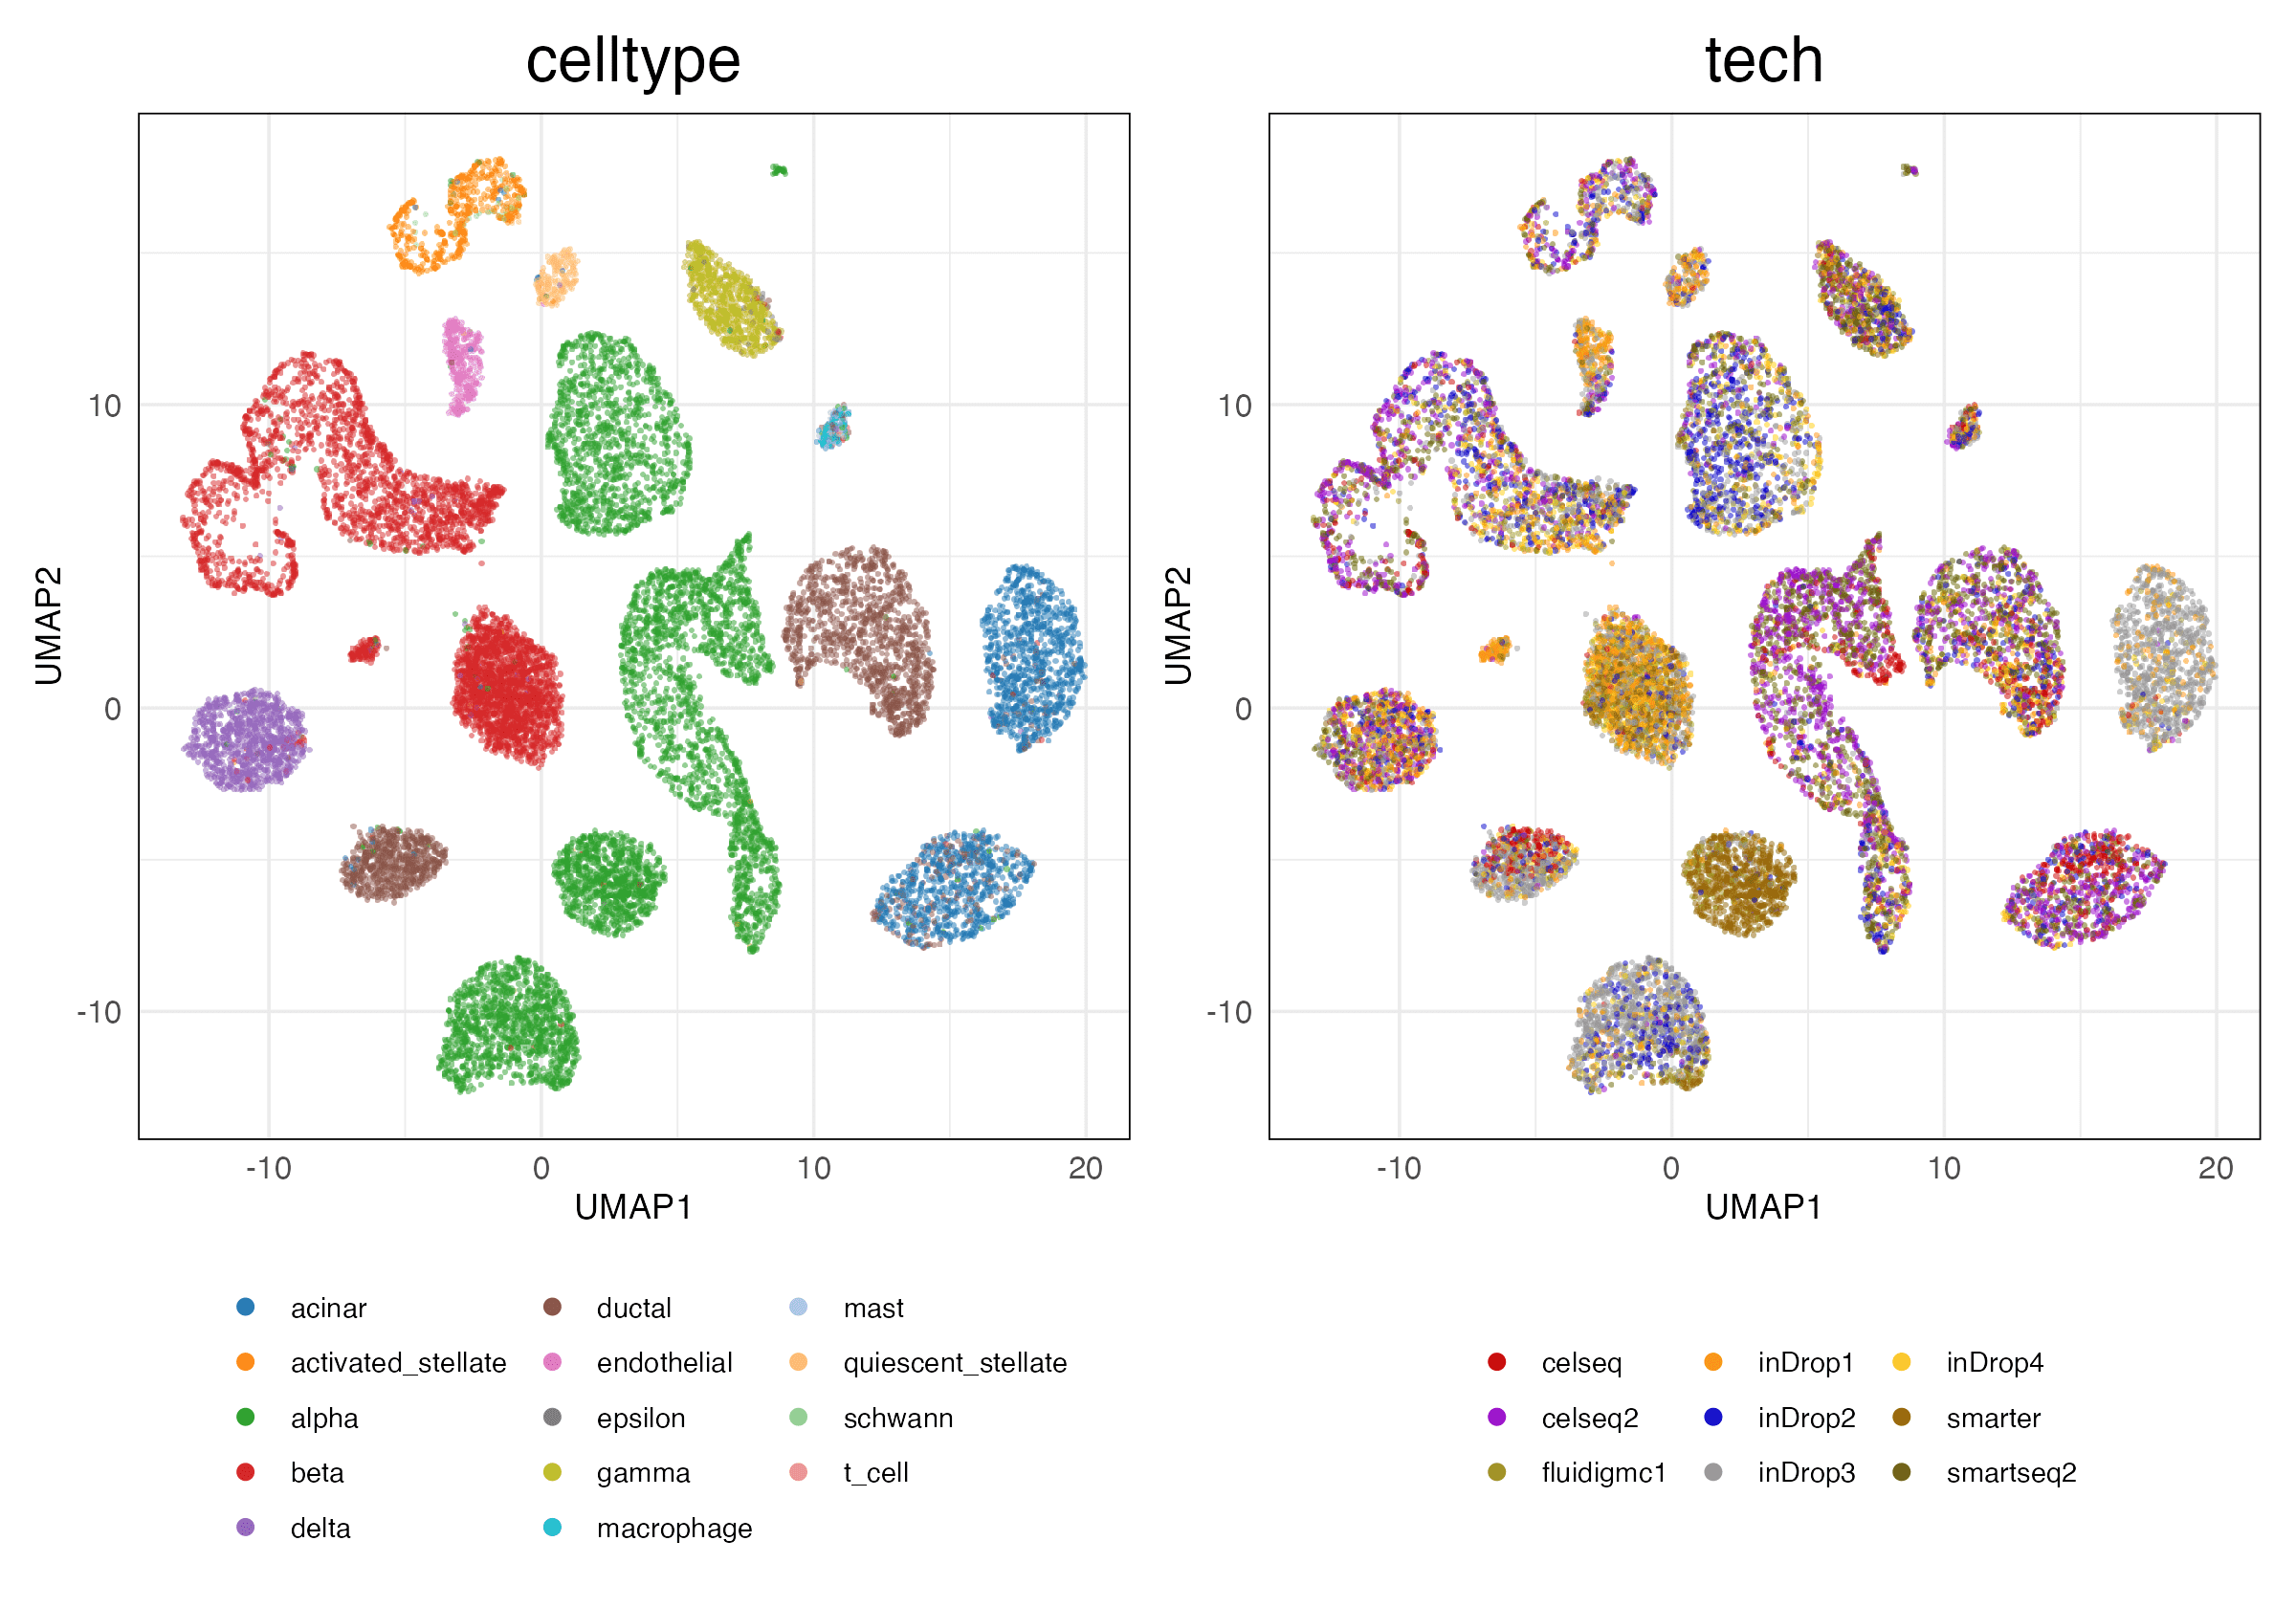 celltype
tech
10
0
-10
UMAP2
-10
0
10
20
UMAP1
10
0
-10
UMAP2
-10
0
10
20
UMAP1
acinar
ductal
mast
activated_stellate
endothelial
quiescent_stellate
alpha
epsilon
schwann
beta
gamma
t_cell
delta
macrophage
celseq
inDrop1
inDrop4
celseq2
inDrop2
smarter
fluidigmc1
inDrop3
smartseq2